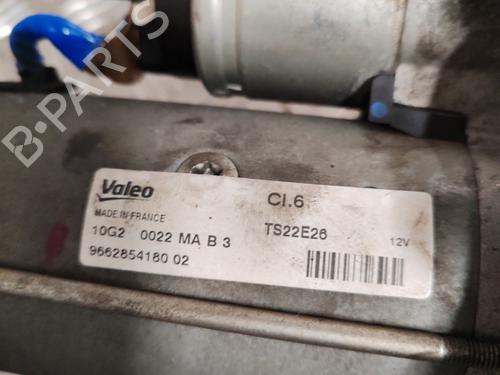 B-PARTS
Valeo
CI.6
MADE IN FRANCE
10G2 0022 MA B 3
TS22E26
12V
9662854180 02